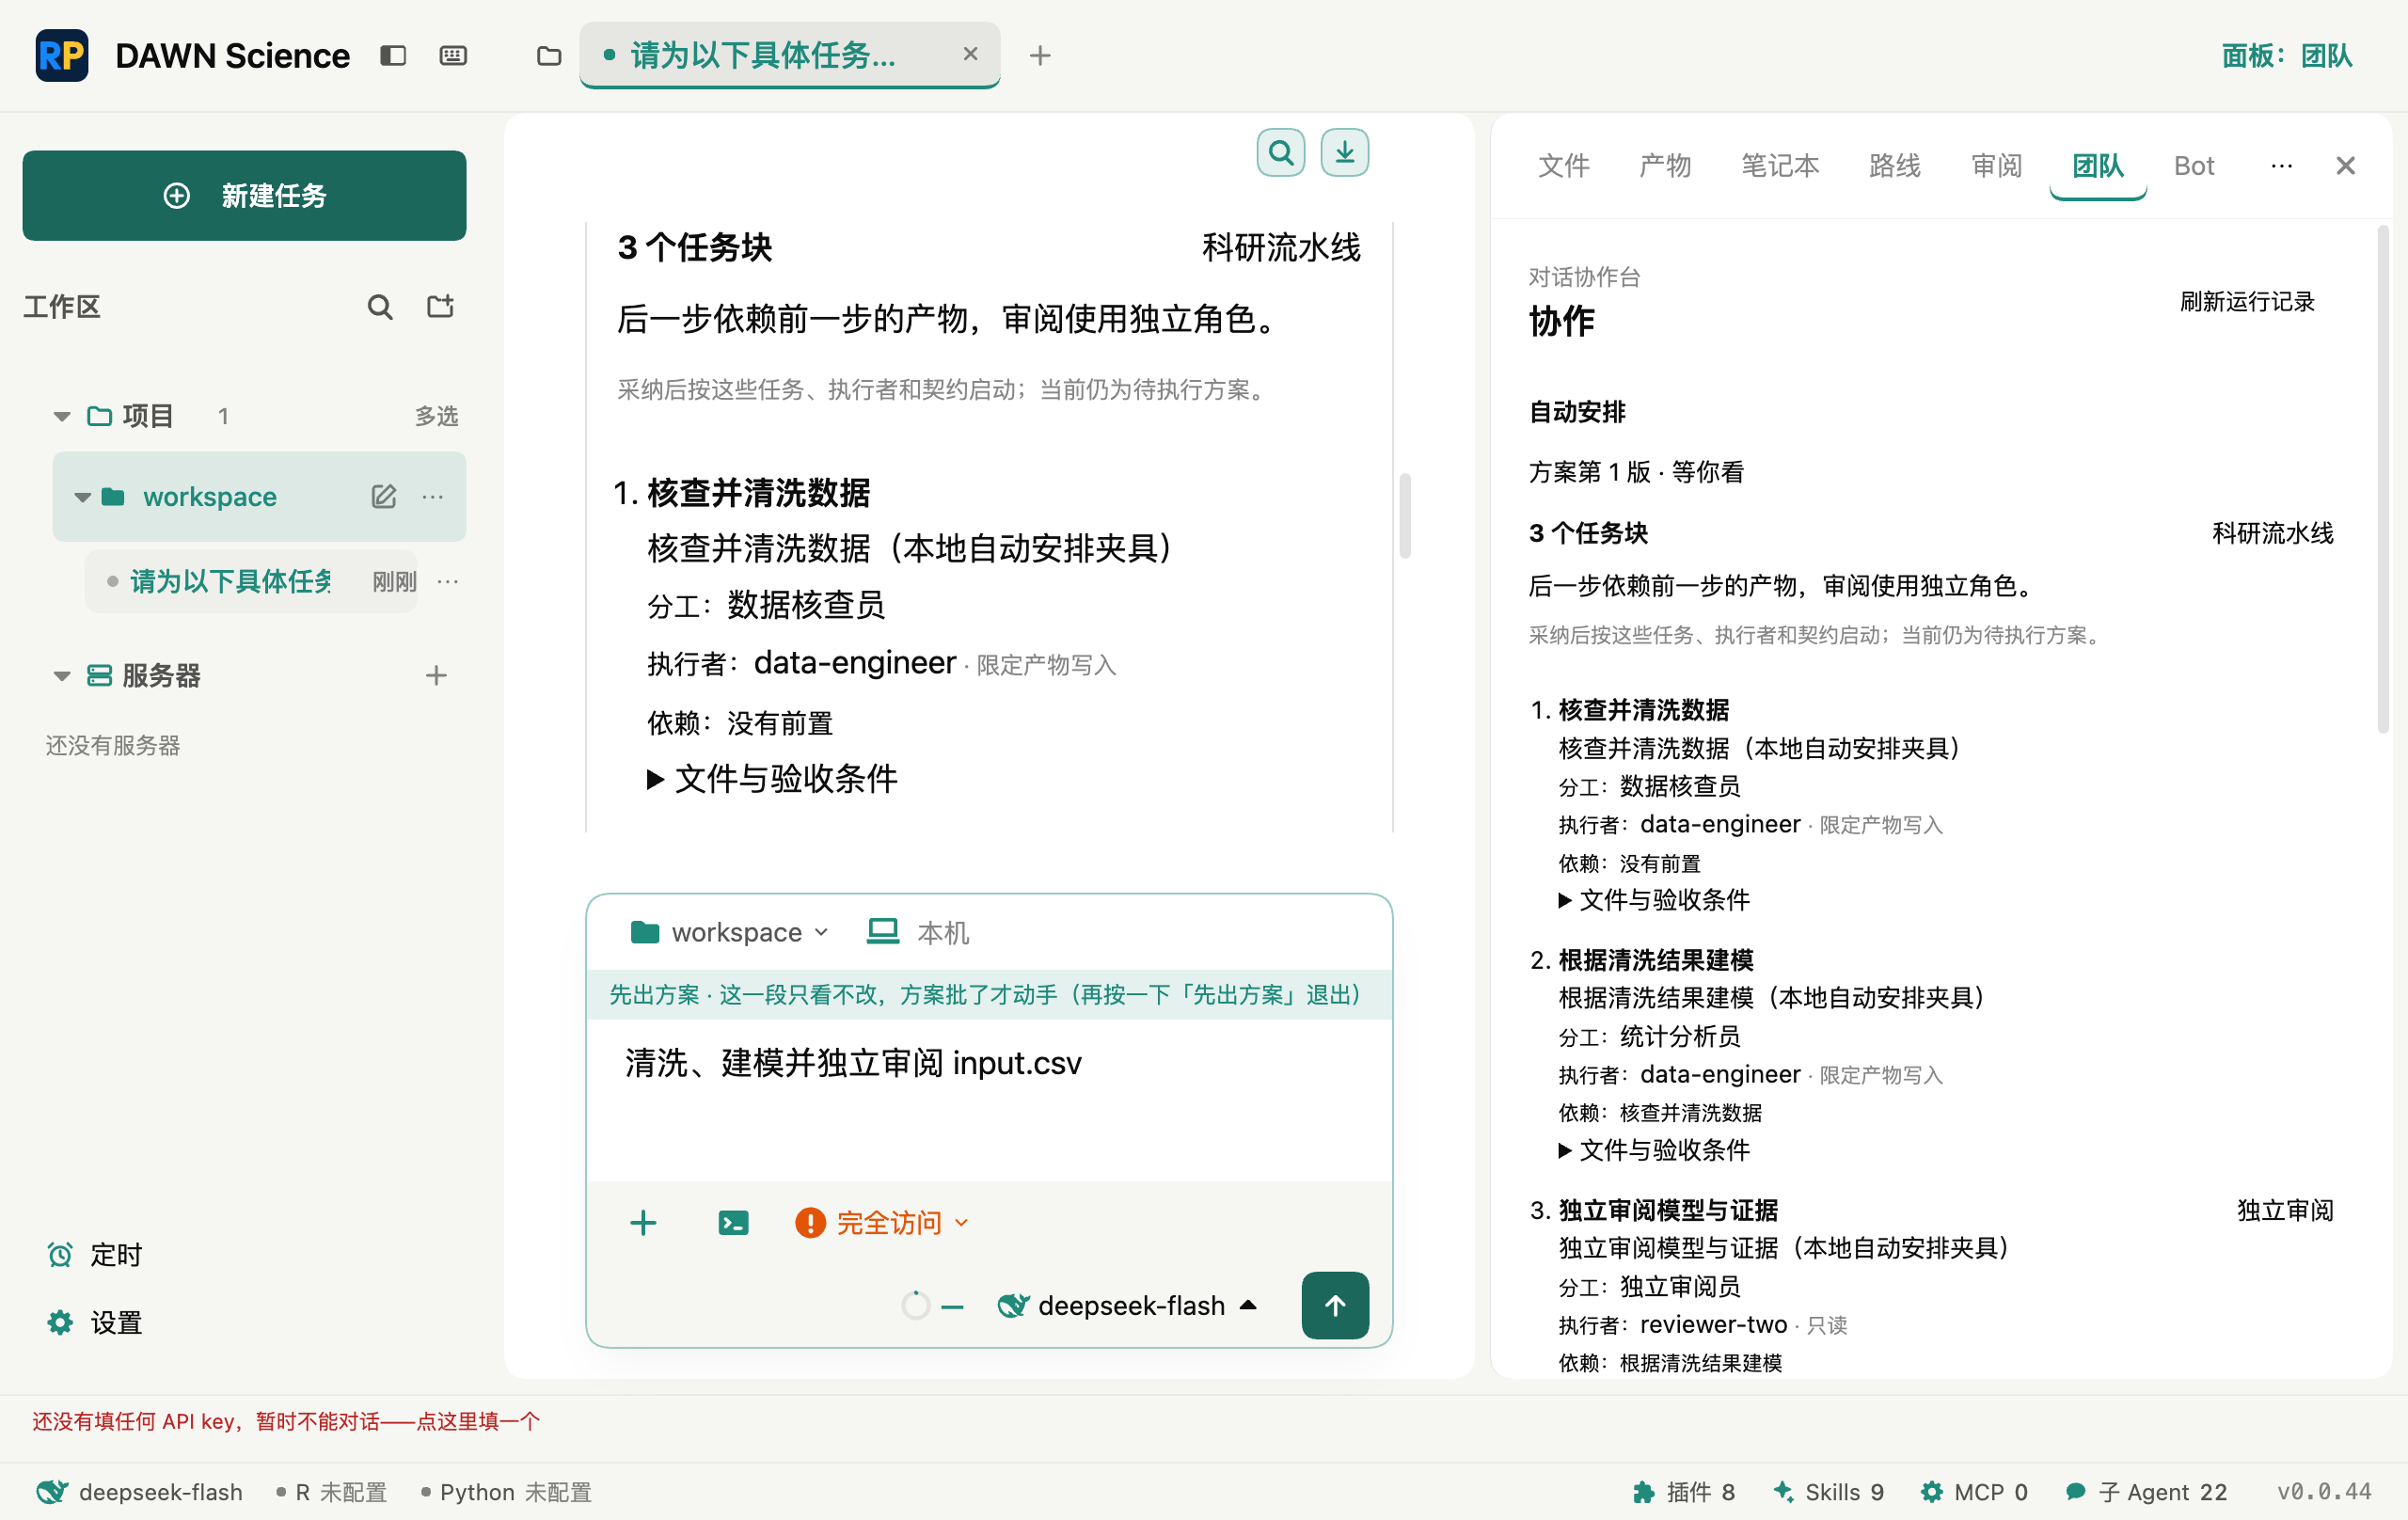 RP DAWN Science
请为以下具体任务...
面板：团队
新建任务
工作区
项目 1 多选
workspace
请为以下具体任务 刚刚
服务器
还没有服务器
定时
设置
3 个任务块 科研流水线
后一步依赖前一步的产物，审阅使用独立角色。
采纳后按这些任务、执行者和契约启动；当前仍为待执行方案。
1. 核查并清洗数据
核查并清洗数据（本地自动安排夹具）
分工：数据核查员
执行者：data-engineer · 限定产物写入
依赖：没有前置
文件与验收条件
workspace 本机
先出方案 · 这一段只看不改，方案批了才动手（再按一下「先出方案」退出）
清洗、建模并独立审阅 input.csv
完全访问
deepseek-flash
文件 产物 笔记本 路线 审阅 团队 Bot
对话协作台
协作
刷新运行记录
自动安排
方案第 1 版 · 等你看
3 个任务块 科研流水线
后一步依赖前一步的产物，审阅使用独立角色。
采纳后按这些任务、执行者和契约启动；当前仍为待执行方案。
1. 核查并清洗数据
核查并清洗数据（本地自动安排夹具）
分工：数据核查员
执行者：data-engineer · 限定产物写入
依赖：没有前置
文件与验收条件
2. 根据清洗结果建模
根据清洗结果建模（本地自动安排夹具）
分工：统计分析员
执行者：data-engineer · 限定产物写入
依赖：核查并清洗数据
文件与验收条件
3. 独立审阅模型与证据 独立审阅
独立审阅模型与证据（本地自动安排夹具）
分工：独立审阅员
执行者：reviewer-two · 只读
依赖：根据清洗结果建模
还没有填任何 API key，暂时不能对话——点这里填一个
deepseek-flash R 未配置 Python 未配置
插件 8 Skills 9 MCP 0 子 Agent 22 v0.0.44